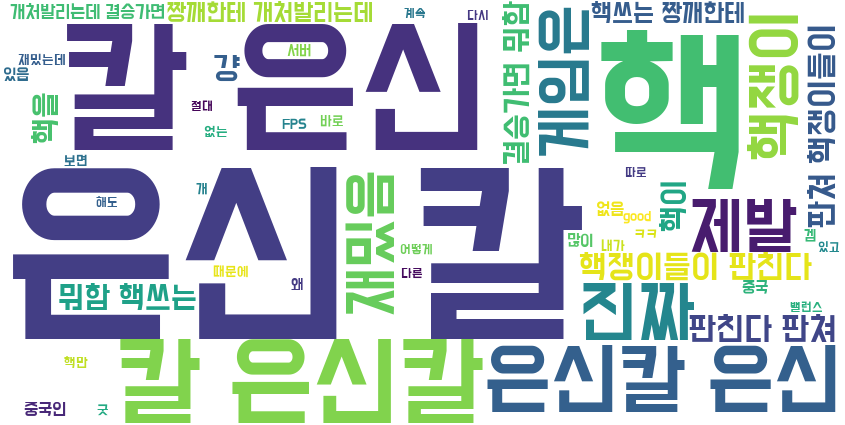 개처발리는데 결승가면
짱깨한테 개처발리는데
계속
다시
뭐함
결승가면
핵쓰는 짱깨한테
칼 은신
서버
걍
재밌는데
있음
핵을
절대
없는
FPS
바로
게임은
핵
핵쟁이
판쳐 핵쟁이들이
보면
해도
개
은신 칼
재밌음
어떻게
다른
때문에
왜
따로
없음
good
ㅋㅋ
핵이
제발
겜
있고
많이
내가
핵쟁이들이 판친다
뭐함 핵쓰는
진짜
중국
밸런스
판친다 판쳐
칼 은신칼
은신칼 은신
핵만
중국인
굿